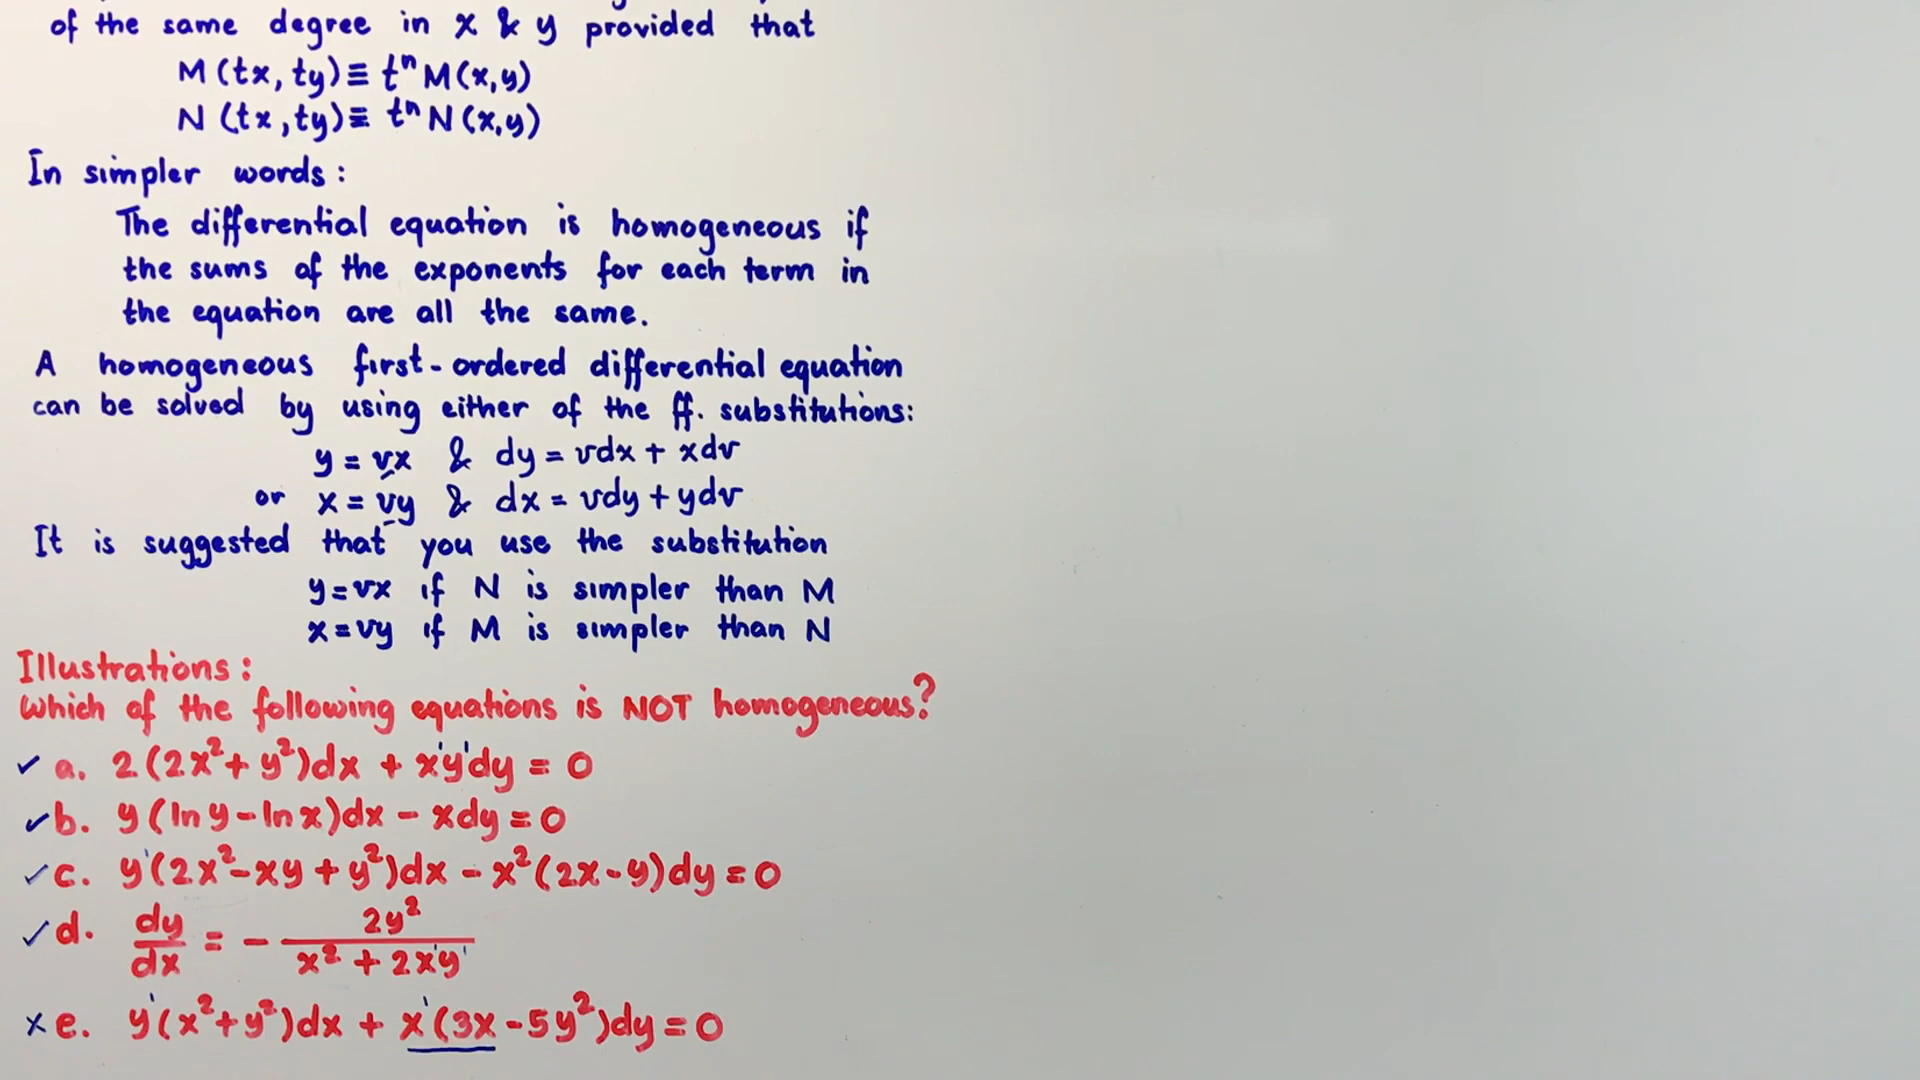 of the same degree in x & y provided that
M(tx, ty) ≡ tⁿ M(x,y)
N(tx, ty) ≡ tⁿ N(x,y)
In simpler words:
The differential equation is homogeneous if
the sums of the exponents for each term in
the equation are all the same.
A homogeneous first-ordered differential equation
can be solved by using either of the ff. substitutions:
y = vx & dy = vdx + xdv
or x = vy & dx = vdy + ydv
It is suggested that you use the substitution
y = vx if N is simpler than M
x = vy if M is simpler than N
Illustrations:
Which of the following equations is NOT homogeneous?
✓ a. 2(2x² + y²)dx + x'y'dy = 0
✓ b. y(ln y - ln x)dx - xdy = 0
✓ c. y'(2x² - xy + y²)dx - x²(2x - y)dy = 0
✓ d. dy/dx = - 2y²/(x² + 2x'y')
x e. y'(x² + y²)dx + x'(3x - 5y²)dy = 0